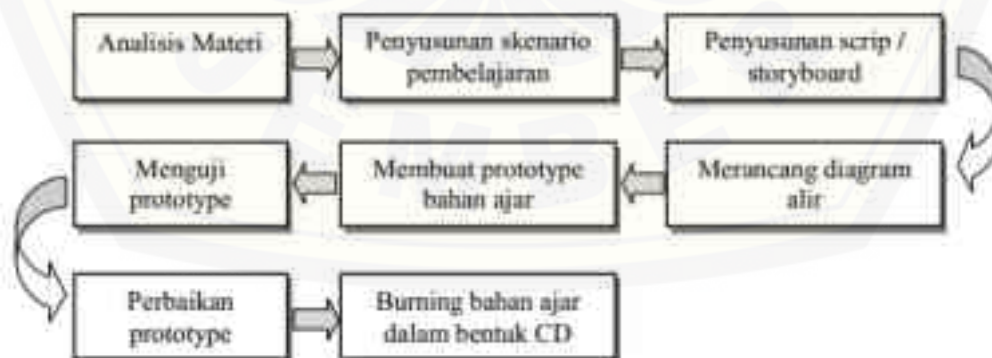 Analisis Materi
Penyusunan skenario
pembelajaran
Penyusunan scrip /
storyboard
Merancang diagram
alir
Membuat prototype
bahan ajar
Menguji
prototype
Perbaikan
prototype
Burning bahan ajar
dalam bentuk CD